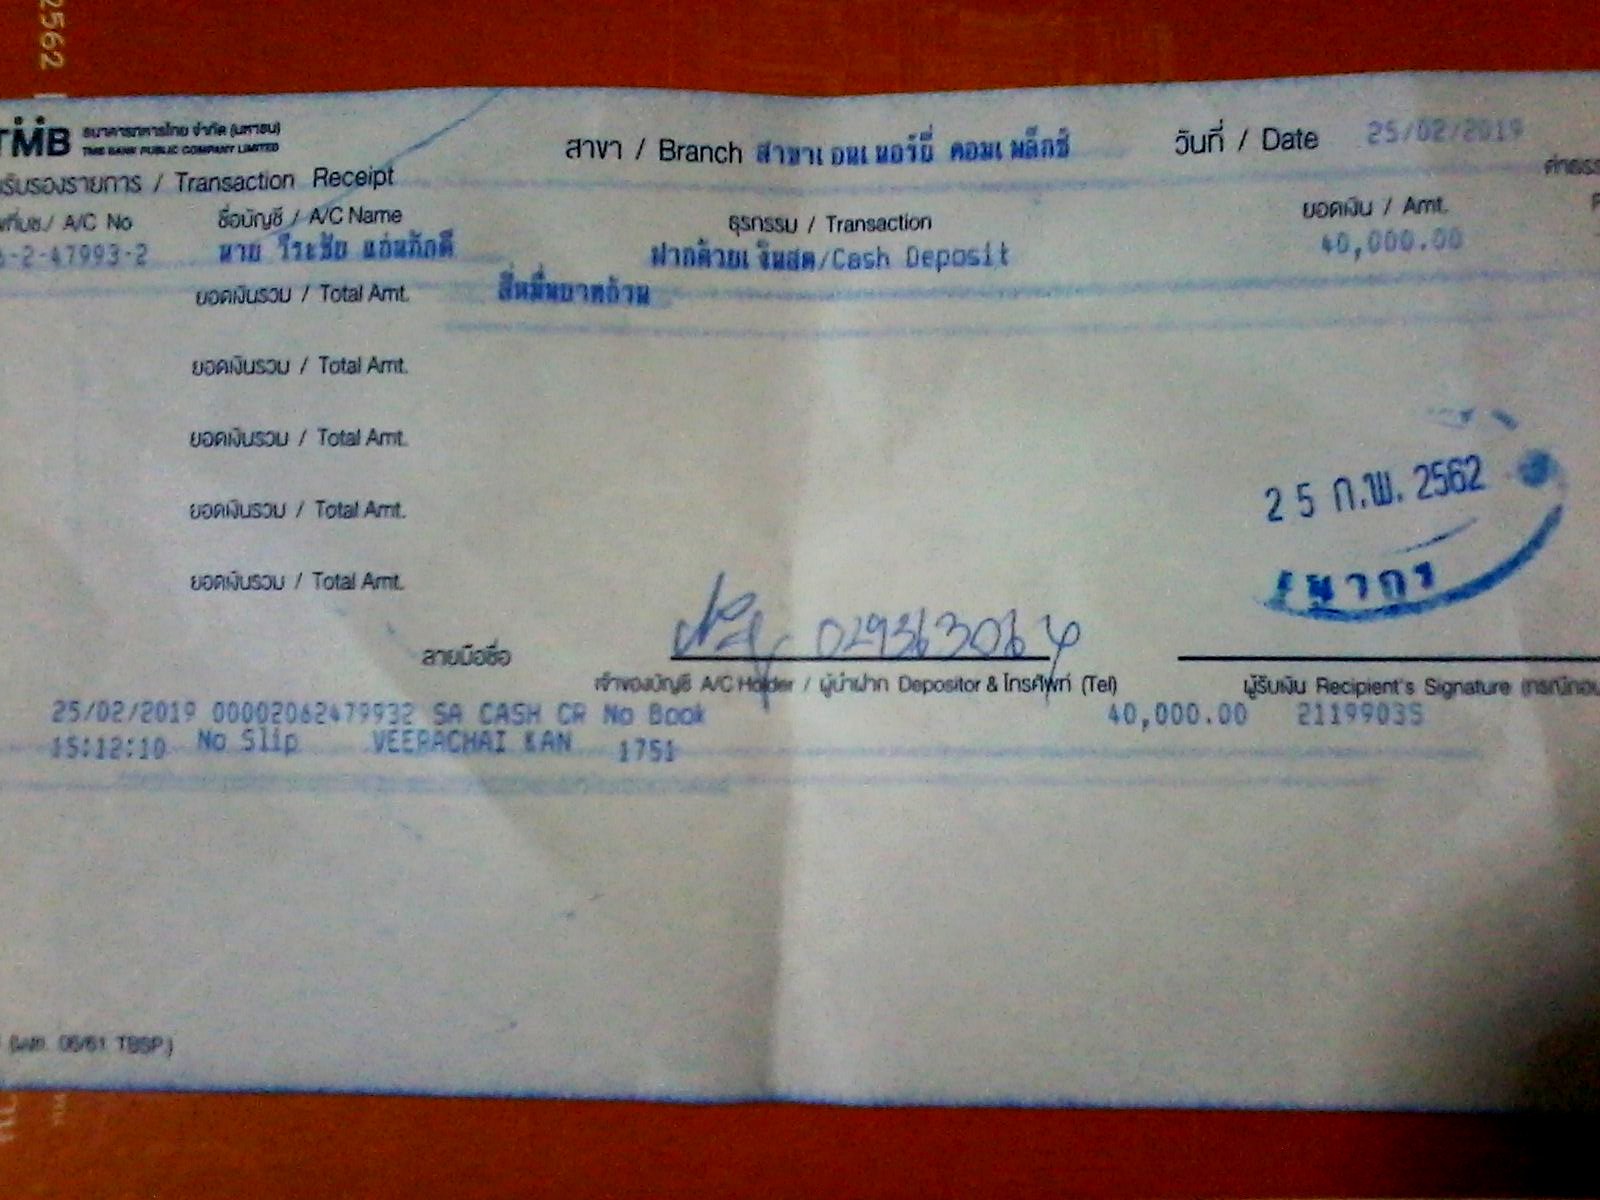 2562
TMB ธนาคารทหารไทย จำกัด (มหาชน)
TMB BANK PUBLIC COMPANY LIMITED
สาขา / Branch สาขาเอนเนอร์ยี่ คอมเพล็กซ์
วันที่ / Date 25/02/2019
รับรองรายการ / Transaction Receipt
A/C No
ชื่อบัญชี / A/C Name
ธุรกรรม / Transaction
ยอดเงิน / Amt.
-2-47993-2
นาย วีระชัย แก่นภักดี
ฝากด้วยเงินสด/Cash Deposit
40,000.00
ยอดเงินรวม / Total Amt. สี่หมื่นบาทถ้วน
ยอดเงินรวม / Total Amt.
ยอดเงินรวม / Total Amt.
ยอดเงินรวม / Total Amt.
ยอดเงินรวม / Total Amt.
25 ก.พ. 2562
ลายมือชื่อ
029363064
เจ้าของบัญชี A/C Holder / ผู้นำฝาก Depositor & โทรศัพท์ (Tel)
ผู้รับเงิน Recipient's Signature
25/02/2019 00002062479932 SA CASH CR No Book 40,000.00 2119903S
15:12:10 No Slip VEERACHAI KAN 1751
06/61 TBSP.)